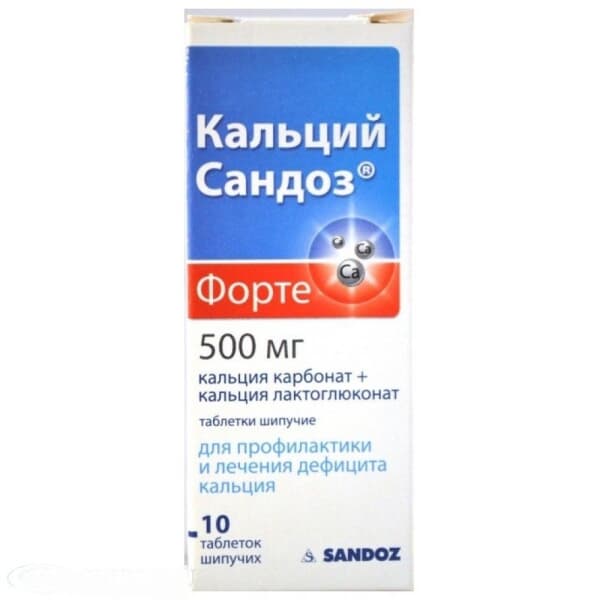 Кальций
Сандоз®
Ca
Ca
Ca
Форте
500 мг
кальция карбонат +
кальция лактоглюконат
таблетки шипучие
для профилактики
и лечения дефицита
кальция
10
таблеток
шипучих
SANDOZ